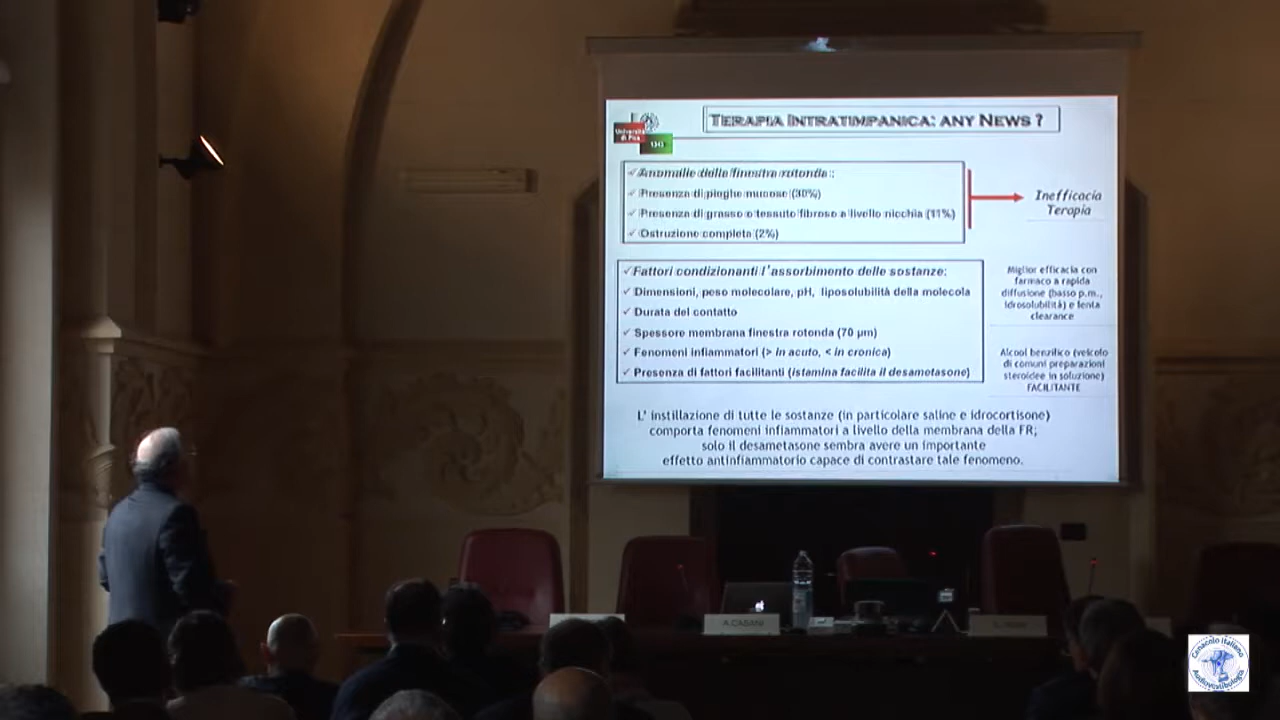 TERAPIA INTRATIMPANICA: ANY NEWS ?
Università
di Pisa
✓Anomalie della finestra rotonda :
✓Presenza di pieghe mucose (30%)
✓Presenza di grasso o tessuto fibroso a livello nicchia (11%)
✓Ostruzione completa (2%)
Inefficacia
Terapia
✓Fattori condizionanti l'assorbimento delle sostanze:
✓Dimensioni, peso molecolare, pH, liposolubilità della molecola
✓Durata del contatto
✓Spessore membrana finestra rotonda (70 μm)
✓Fenomeni infiammatori (> in acuto, < in cronica)
✓Presenza di fattori facilitanti (istamina facilita il desametasone)
Miglior efficacia con
farmaco a rapida
diffusione (basso p.m.,
idrosolubilità) e lenta
clearance
Alcool benzilico (veicolo
di comuni preparazioni
steroidee in soluzione)
FACILITANTE
L' instillazione di tutte le sostanze (in particolare saline e idrocortisone)
comporta fenomeni infiammatori a livello della membrana della FR;
solo il desametasone sembra avere un importante
effetto antinfiammatorio capace di contrastare tale fenomeno.
A.CASANI
Cenacolo Italiano
Audiovestibologia